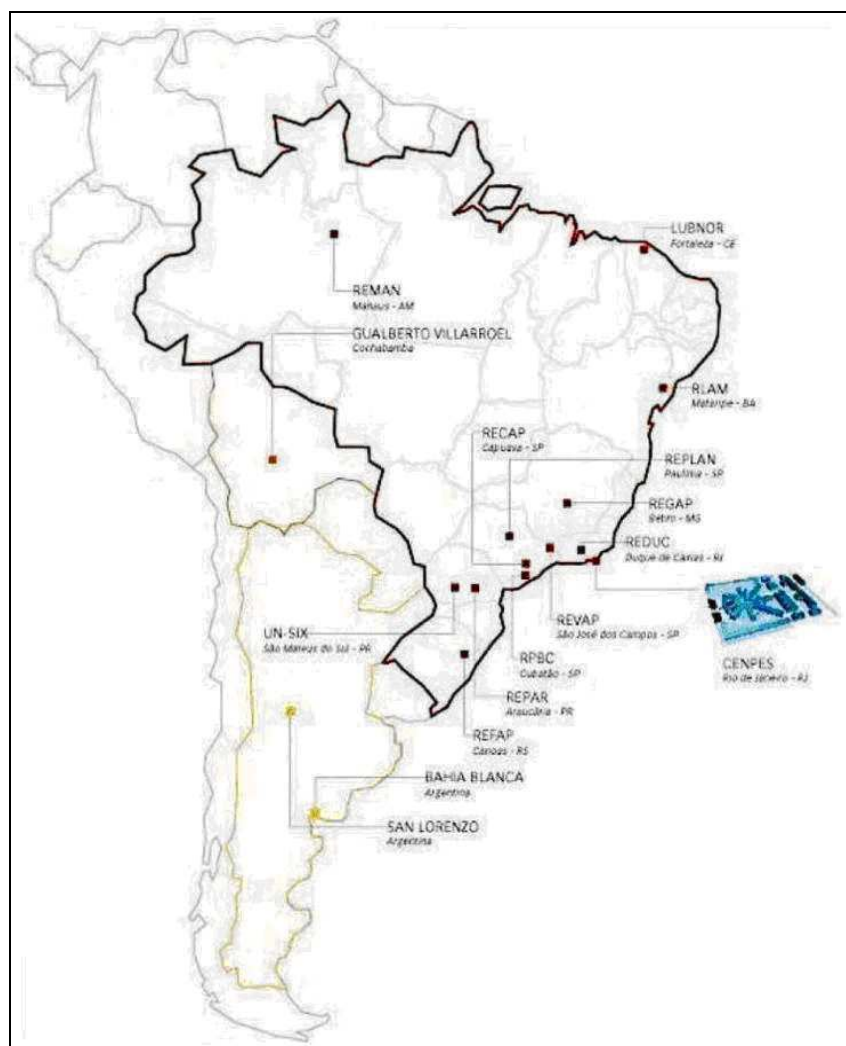 LUBNOR
Fortaleza - CE
REMAN
Manaus - AM
GUALBERTO VILLARROEL
Cochabamba
RLAM
Mataripe - BA
RECAP
Capuava - SP
REPLAN
Paulínia - SP
REGAP
Betim - MG
REDUC
Duque de Caxias - RJ
UN-SIX
São Mateus do Sul - PR
REVAP
São José dos Campos - SP
RPBC
Cubatão - SP
CENPES
Rio de Janeiro - RJ
REPAR
Araucária - PR
REFAP
Canoas - RS
BAHIA BLANCA
Argentina
SAN LORENZO
Argentina